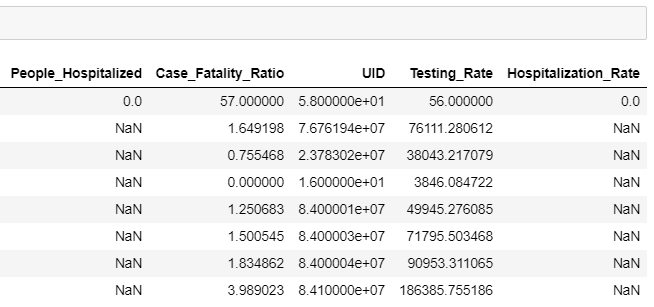 People_Hospitalized Case_Fatality_Ratio UID Testing_Rate Hospitalization_Rate
0.0 57.000000 5.800000e+01 56.000000 0.0
NaN 1.649198 7.676194e+07 76111.280612 NaN
NaN 0.755468 2.378302e+07 38043.217079 NaN
NaN 0.000000 1.600000e+01 3846.084722 NaN
NaN 1.250683 8.400001e+07 49945.276085 NaN
NaN 1.500545 8.400003e+07 71795.503468 NaN
NaN 1.834862 8.400004e+07 90953.311065 NaN
NaN 3.989023 8.410000e+07 186385.755186 NaN